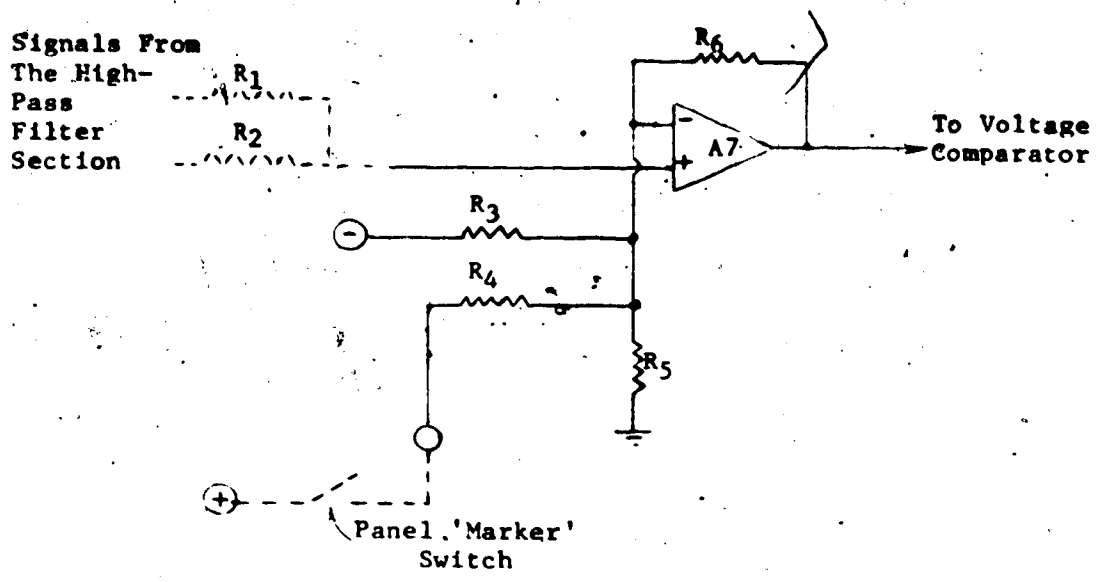 Signals From
The High-
Pass
Filter
Section
R1
R2
R6
-
+
A7
To Voltage
Comparator
R3
-
R4
R5
+
Panel 'Marker'
Switch